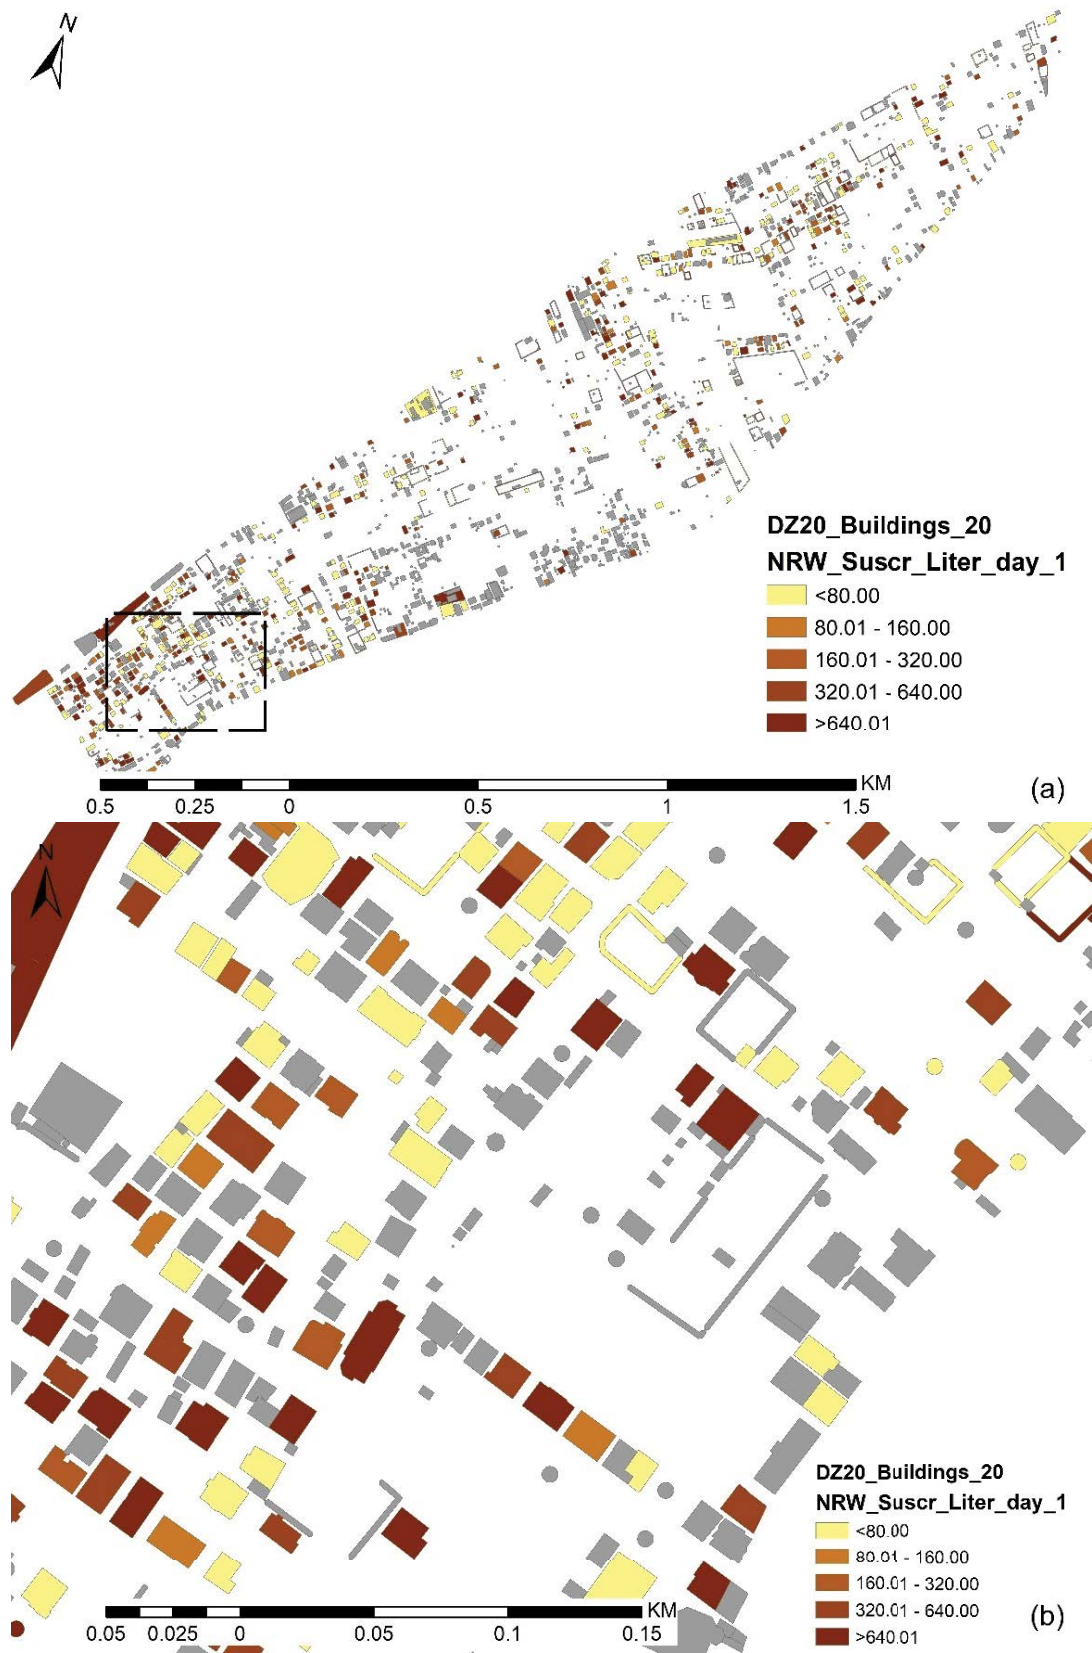 N
DZ20_Buildings_20
NRW_Suscr_Liter_day_1
<80.00
80.01 - 160.00
160.01 - 320.00
320.01 - 640.00
>640.01
KM
0.5 0.25 0 0.5 1 1.5
(a)
N
DZ20_Buildings_20
NRW_Suscr_Liter_day_1
<80.00
80.01 - 160.00
160.01 - 320.00
320.01 - 640.00
>640.01
KM
0.05 0.025 0 0.05 0.1 0.15
(b)